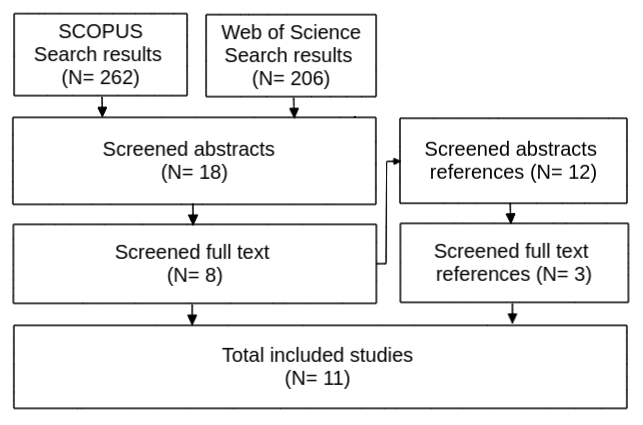 SCOPUS
Search results
(N= 262)
Web of Science
Search results
(N= 206)
Screened abstracts
(N= 18)
Screened abstracts
references (N= 12)
Screened full text
(N= 8)
Screened full text
references (N= 3)
Total included studies
(N= 11)